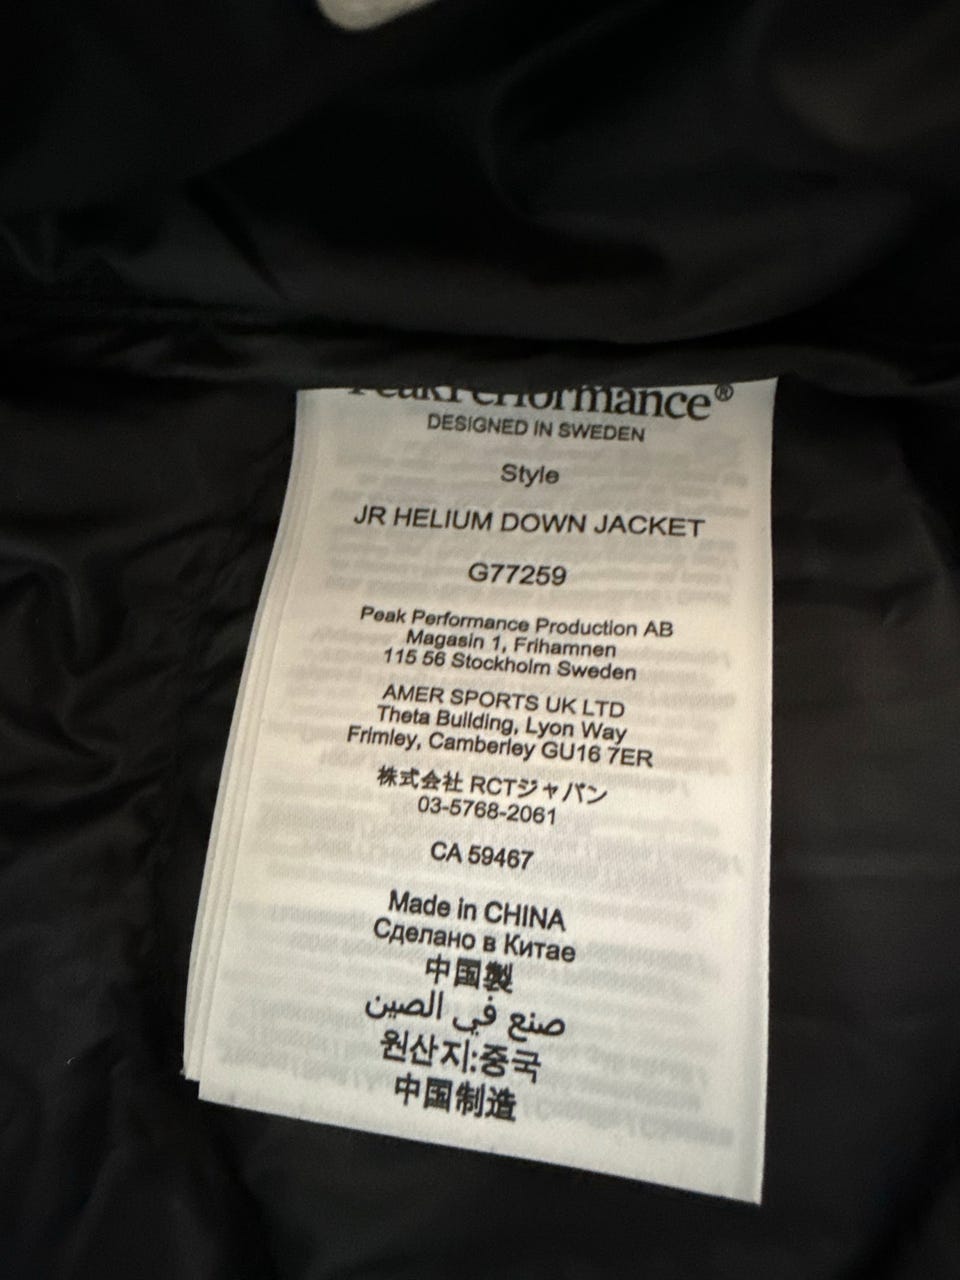 PeakPerformance®
DESIGNED IN SWEDEN
Style
JR HELIUM DOWN JACKET
G77259
Peak Performance Production AB
Magasin 1, Frihamnen
115 56 Stockholm Sweden
AMER SPORTS UK LTD
Theta Building, Lyon Way
Frimley, Camberley GU16 7ER
株式会社 RCTジャパン
03-5768-2061
CA 59467
Made in CHINA
Сделано в Китае
中国製
صنع في الصين
원산지:중국
中国制造